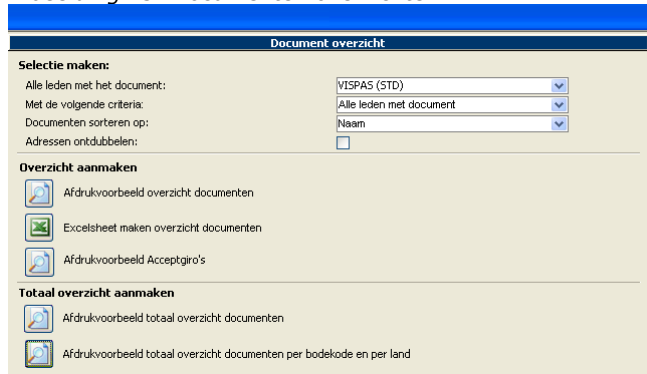 Document overzicht
Selectie maken:
Alle leden met het document: VISPAS (STD)
Met de volgende criteria: Alle leden met document
Documenten sorteren op: Naam
Adressen ontdubbelen:
Overzicht aanmaken
Afdrukvoorbeeld overzicht documenten
Excelsheet maken overzicht documenten
Afdrukvoorbeeld Acceptgiro's
Totaal overzicht aanmaken
Afdrukvoorbeeld totaal overzicht documenten
Afdrukvoorbeeld totaal overzicht documenten per bodekode en per land